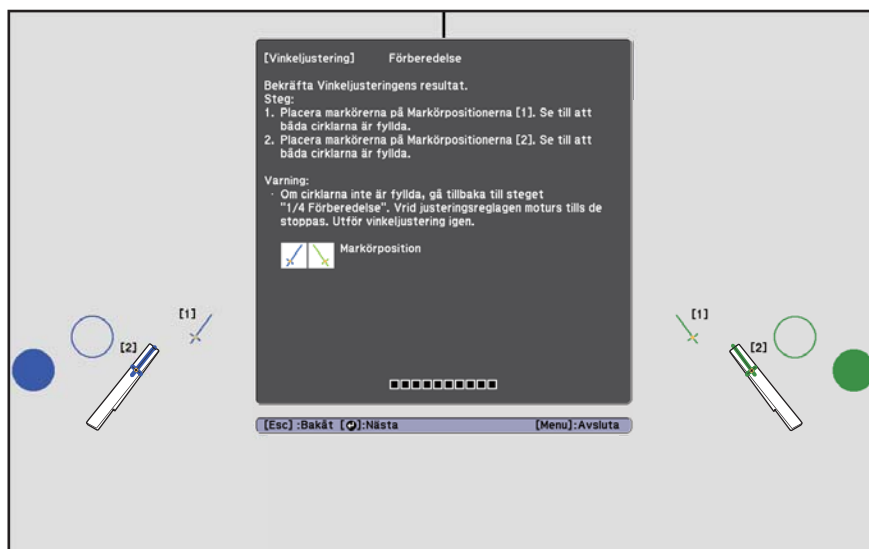 [Vinkeljustering] Förberedelse
Bekräfta Vinkeljusteringens resultat.
Steg:
1. Placera markörerna på Markörpositionerna [1]. Se till att
båda cirklarna är fyllda.
2. Placera markörerna på Markörpositionerna [2]. Se till att
båda cirklarna är fyllda.
Varning:
· Om cirklarna inte är fyllda, gå tillbaka till steget
"1/4 Förberedelse". Vrid justeringsreglagen moturs tills de
stoppas. Utför vinkeljustering igen.
Markörposition
[1]
[2]
[1]
[2]
[Esc] :Bakåt [↵]:Nästa [Menu]:Avsluta